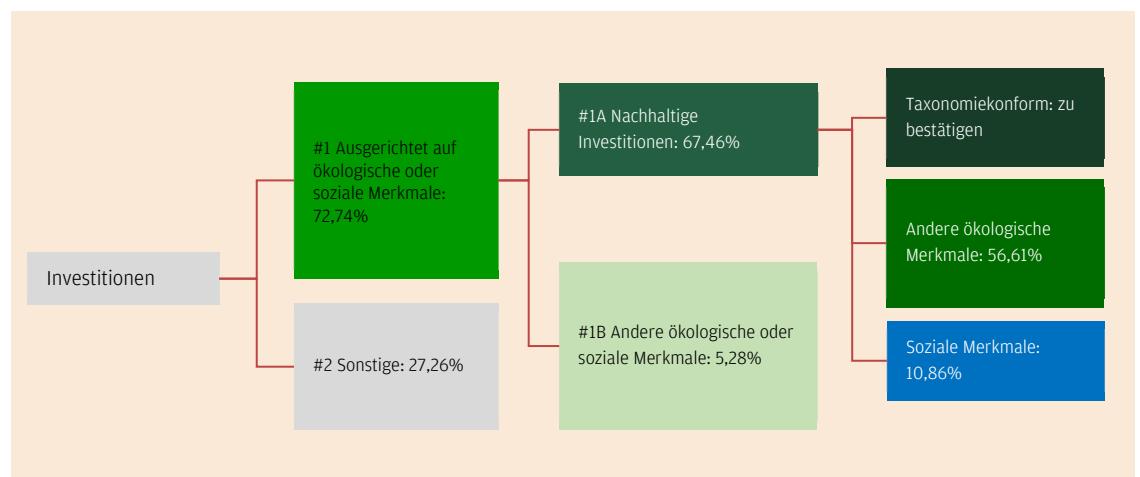 Investitionen
#1 Ausgerichtet auf
ökologische oder
soziale Merkmale:
72,74%
#2 Sonstige: 27,26%
#1A Nachhaltige
Investitionen: 67,46%
#1B Andere ökologische oder
soziale Merkmale: 5,28%
Taxonomiekonform: zu
bestätigen
Andere ökologische
Merkmale: 56,61%
Soziale Merkmale:
10,86%